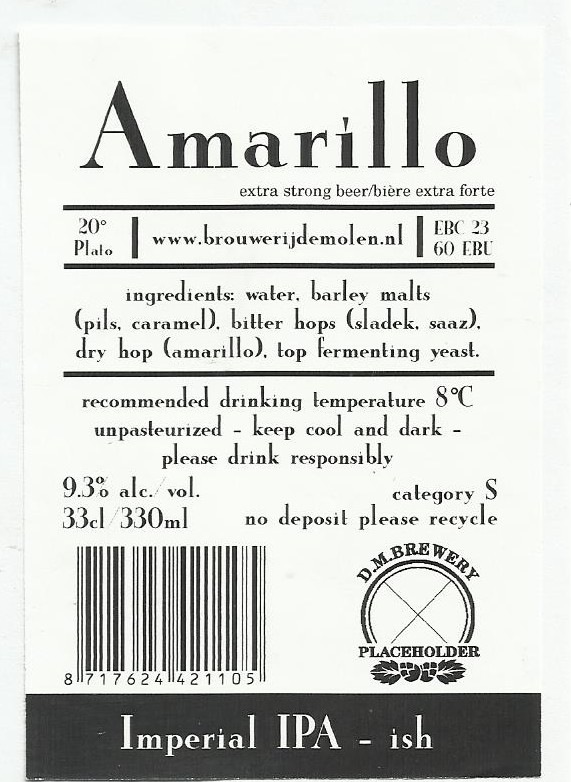 Amarillo
extra strong beer/bière extra forte
20°
Plato
www.brouwerijdemolen.nl
EBC 23
60 EBU
ingredients: water, barley malts
(pils, caramel), bitter hops (sladek, saaz),
dry hop (amarillo), top fermenting yeast.
recommended drinking temperature 8°C
unpasteurized - keep cool and dark -
please drink responsibly
9.3% alc./vol.
33cl/330ml
category S
no deposit please recycle
8 717624 421105
D.M.BREWERY
PLACEHOLDER
Imperial IPA - ish